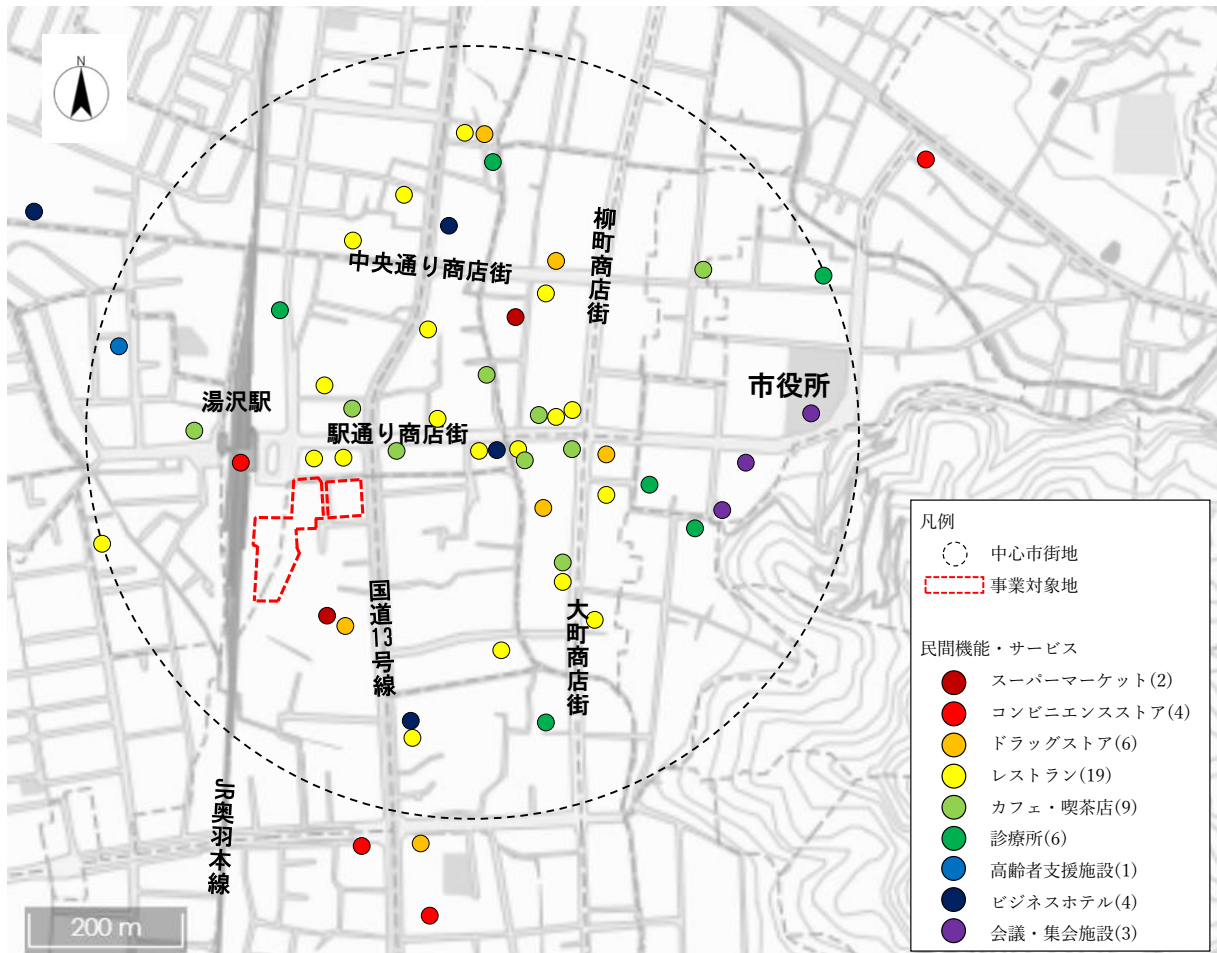 N
柳町商店街
中央通り商店街
市役所
湯沢駅
駅通り商店街
国道13号線
大町商店街
JR奥羽本線
200 m
凡例
中心市街地
事業対象地
民間機能・サービス
スーパーマーケット(2)
コンビニエンスストア(4)
ドラッグストア(6)
レストラン(19)
カフェ・喫茶店(9)
診療所(6)
高齢者支援施設(1)
ビジネスホテル(4)
会議・集会施設(3)